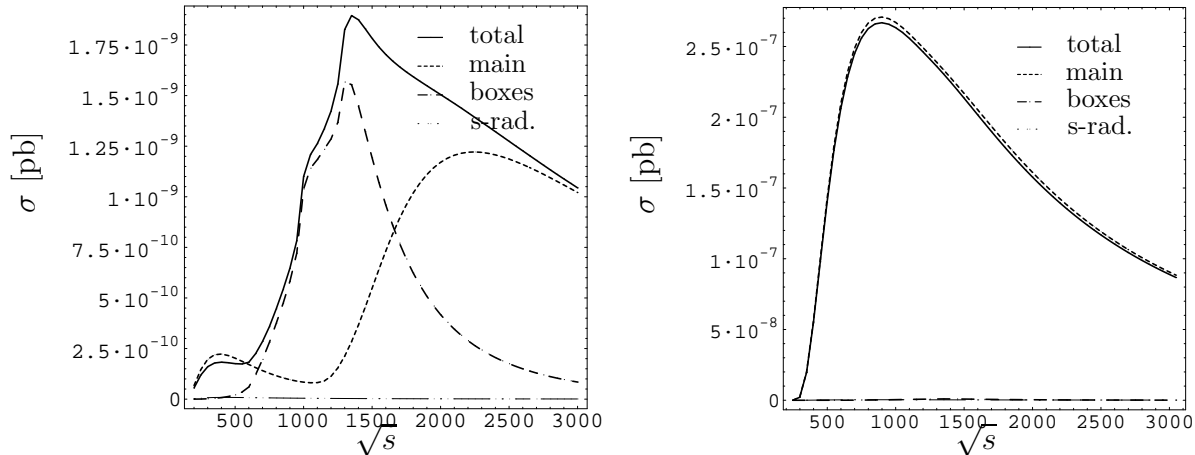 σ [pb]
1.75·10⁻⁹
1.5·10⁻⁹
1.25·10⁻⁹
1·10⁻⁹
7.5·10⁻¹⁰
5·10⁻¹⁰
2.5·10⁻¹⁰
0
total
main
boxes
s-rad.
500 1000 1500 2000 2500 3000
√s
σ [pb]
2.5·10⁻⁷
2·10⁻⁷
1.5·10⁻⁷
1·10⁻⁷
5·10⁻⁸
0
total
main
boxes
s-rad.
500 1000 1500 2000 2500 3000
√s